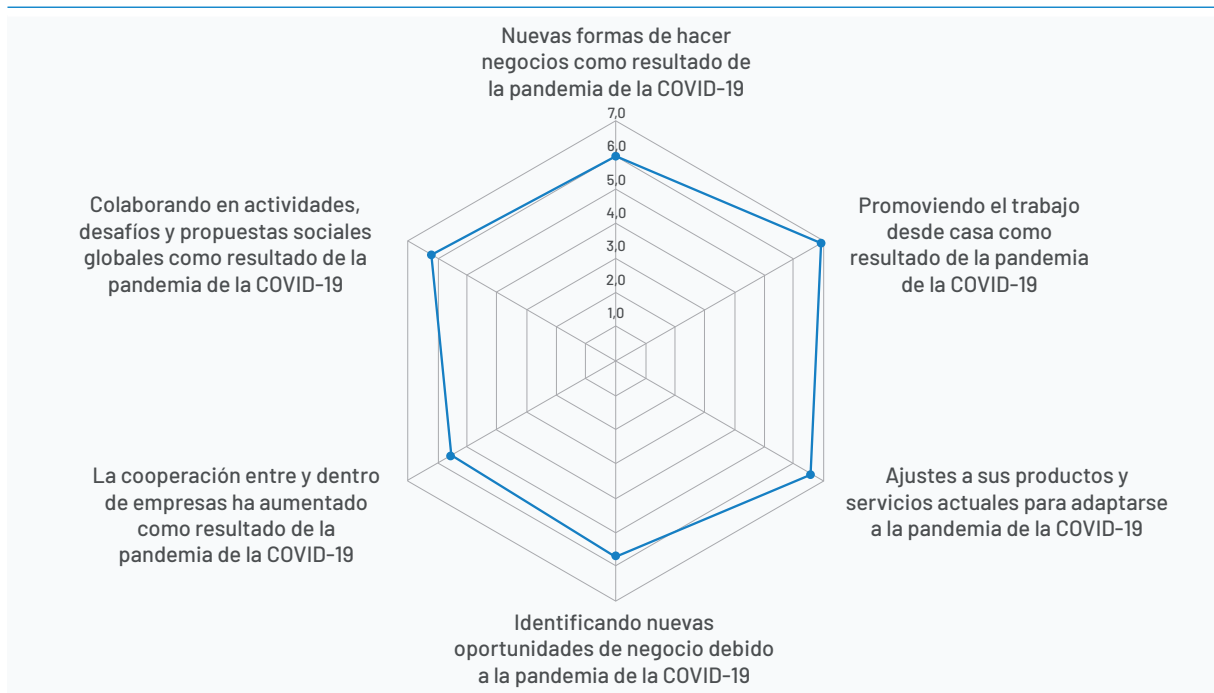 Nuevas formas de hacer
negocios como resultado de
la pandemia de la COVID-19
7,0
6,0
5,0
4,0
3,0
2,0
1,0
Promoviendo el trabajo
desde casa como
resultado de la pandemia
de la COVID-19
Ajustes a sus productos y
servicios actuales para adaptarse
a la pandemia de la COVID-19
Identificando nuevas
oportunidades de negocio debido
a la pandemia de la COVID-19
La cooperación entre y dentro
de empresas ha aumentado
como resultado de la
pandemia de la COVID-19
Colaborando en actividades,
desafíos y propuestas sociales
globales como resultado de la
pandemia de la COVID-19